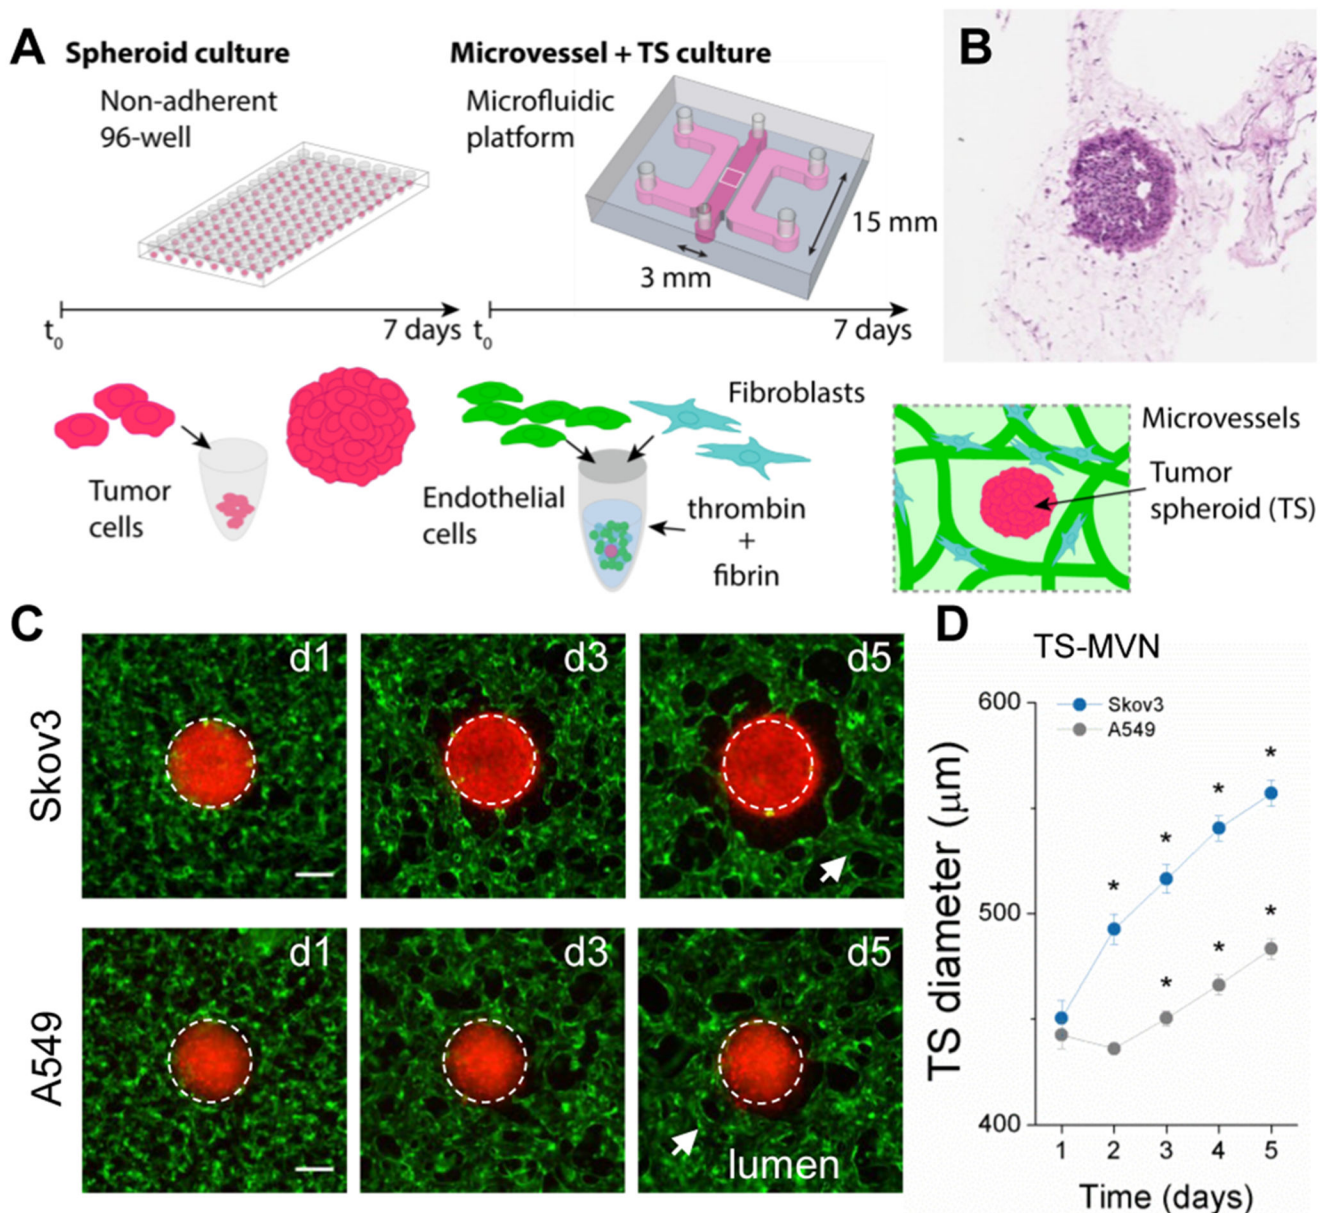 A
Spheroid culture
Non-adherent
96-well
t0
7 days
Microvessel + TS culture
Microfluidic
platform
15 mm
3 mm
t0
7 days
B
Tumor
cells
Endothelial
cells
Fibroblasts
thrombin
+
fibrin
Microvessels
Tumor
spheroid (TS)
C
Skov3
d1
d3
d5
A549
d1
d3
d5
lumen
D
TS-MVN
Skov3
A549
TS diameter (μm)
600
500
400
*
*
*
*
*
*
*
1 2 3 4 5
Time (days)